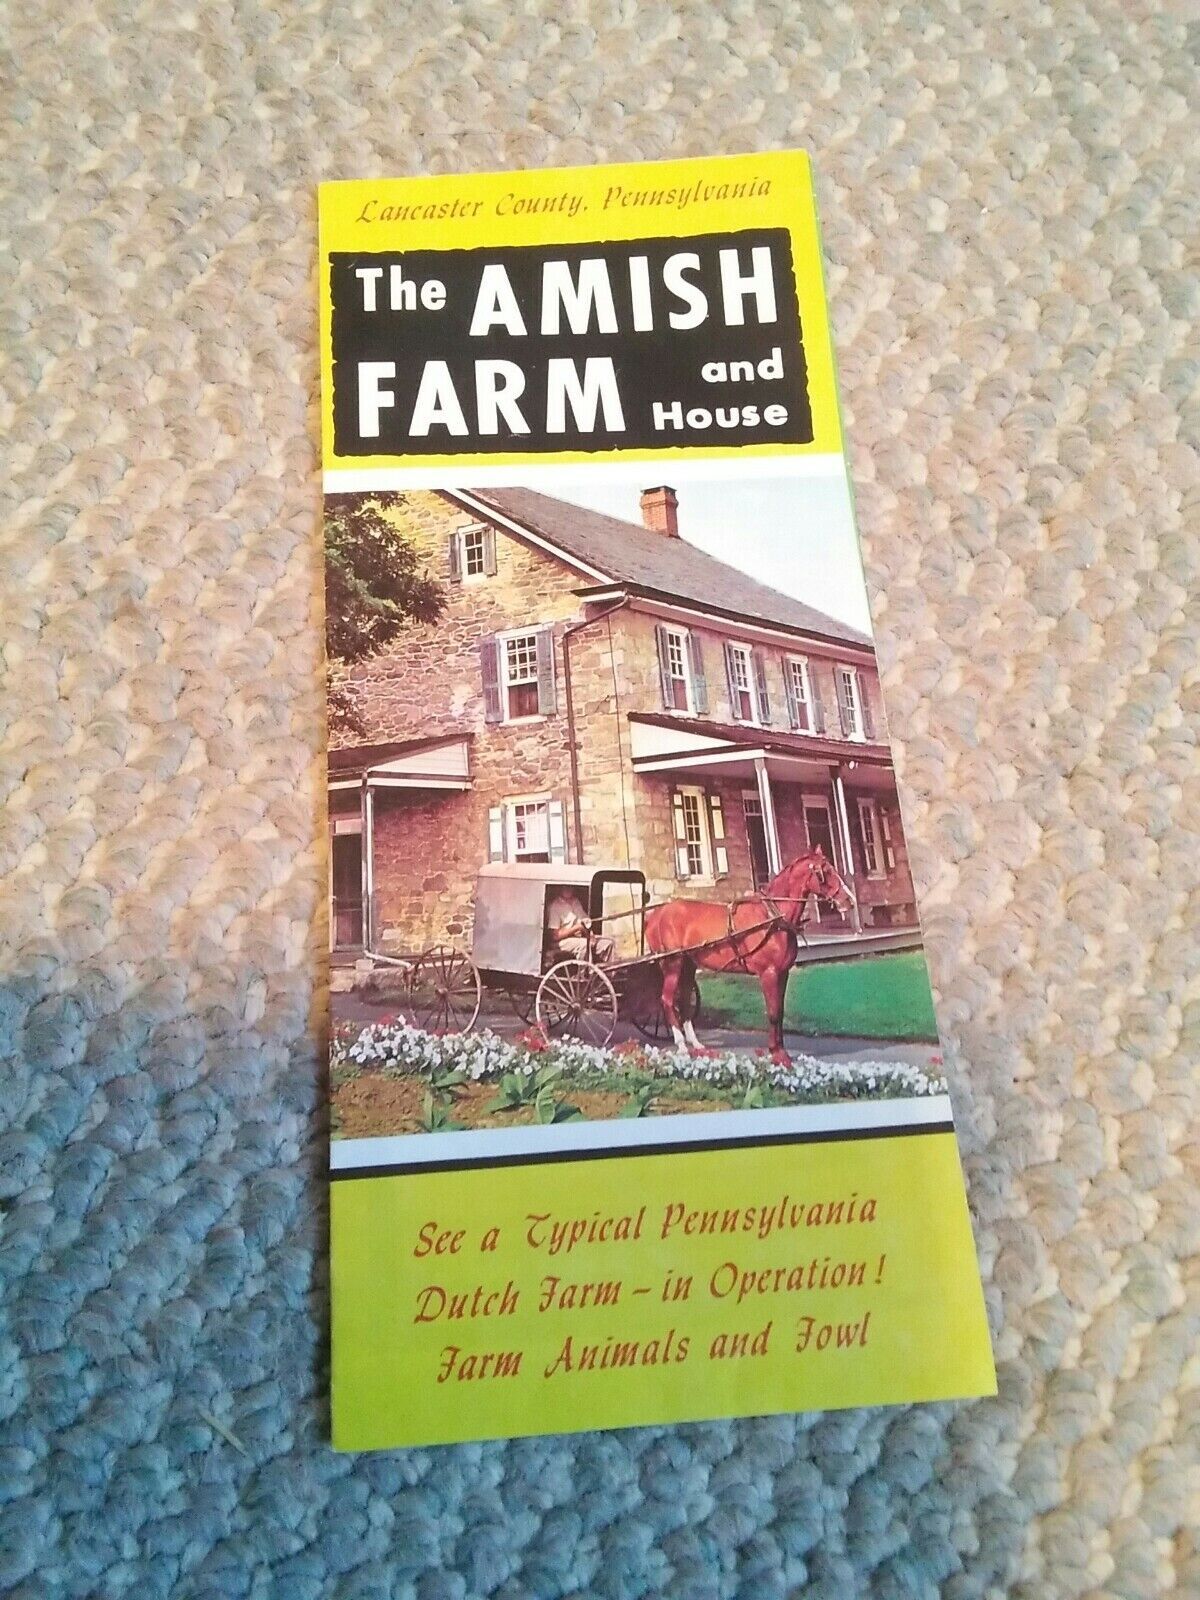 Lancaster County, Pennsylvania
The AMISH
FARM and House
See a Typical Pennsylvania
Dutch Farm – in Operation!
Farm Animals and Fowl